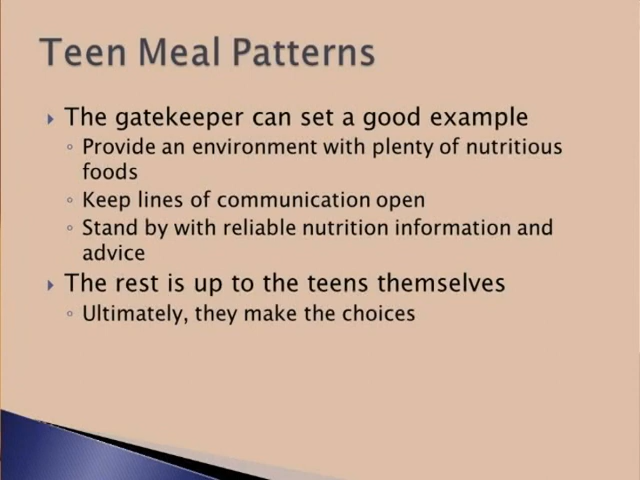 Teen Meal Patterns
The gatekeeper can set a good example
Provide an environment with plenty of nutritious
foods
Keep lines of communication open
Stand by with reliable nutrition information and
advice
The rest is up to the teens themselves
Ultimately, they make the choices